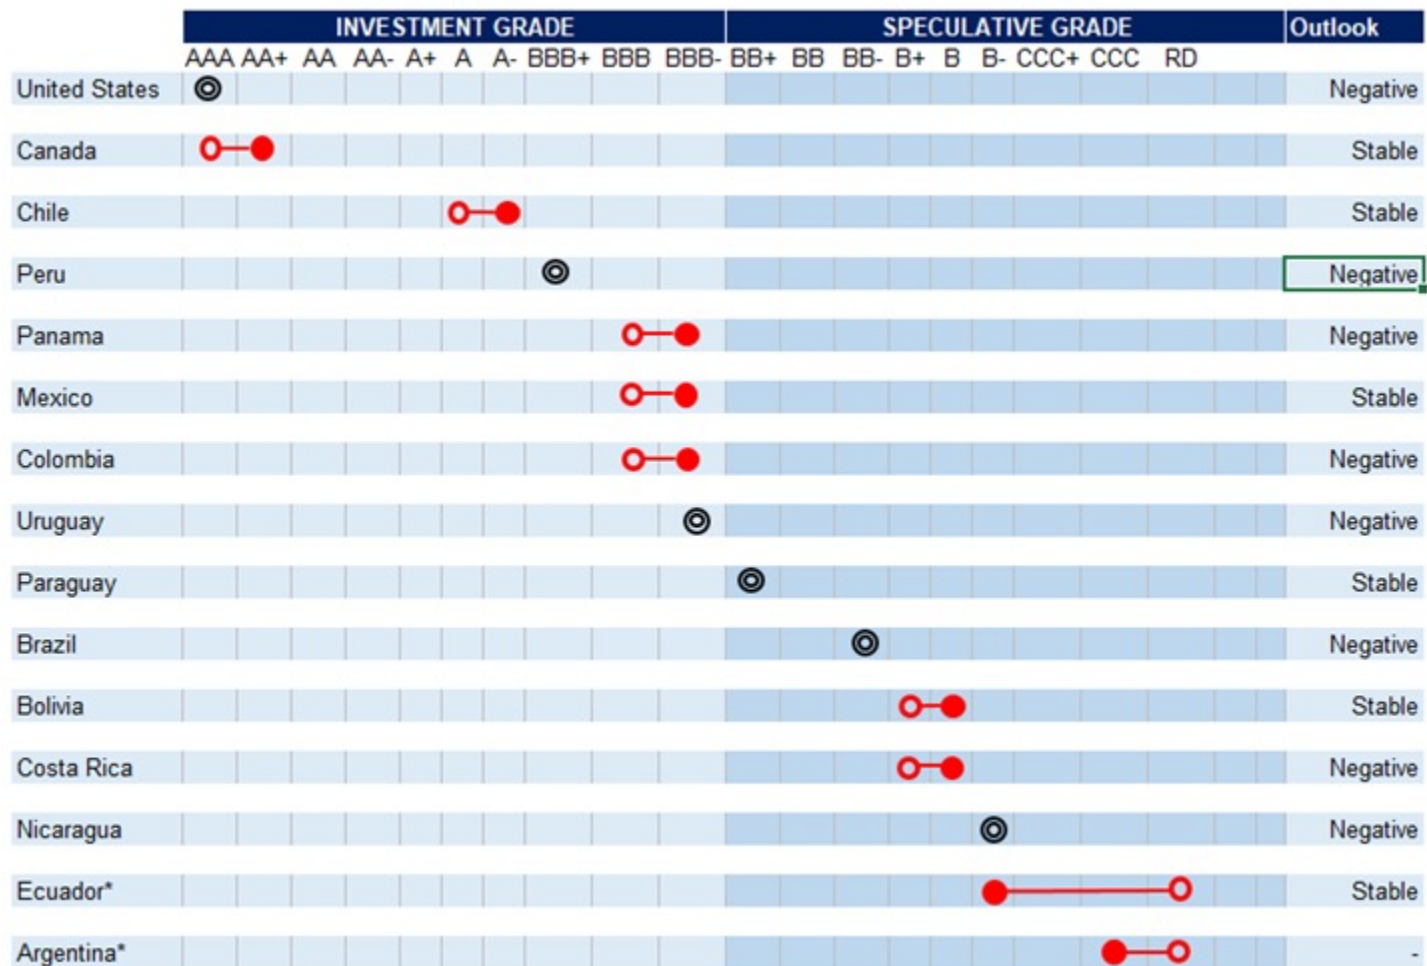 INVESTMENT GRADE SPECULATIVE GRADE Outlook
AAA AA+ AA AA- A+ A A- BBB+ BBB BBB- BB+ BB BB- B+ B B- CCC+ CCC RD
United States Negative
Canada Stable
Chile Stable
Peru Negative
Panama Negative
Mexico Stable
Colombia Negative
Uruguay Negative
Paraguay Stable
Brazil Negative
Bolivia Stable
Costa Rica Negative
Nicaragua Negative
Ecuador* Stable
Argentina* -